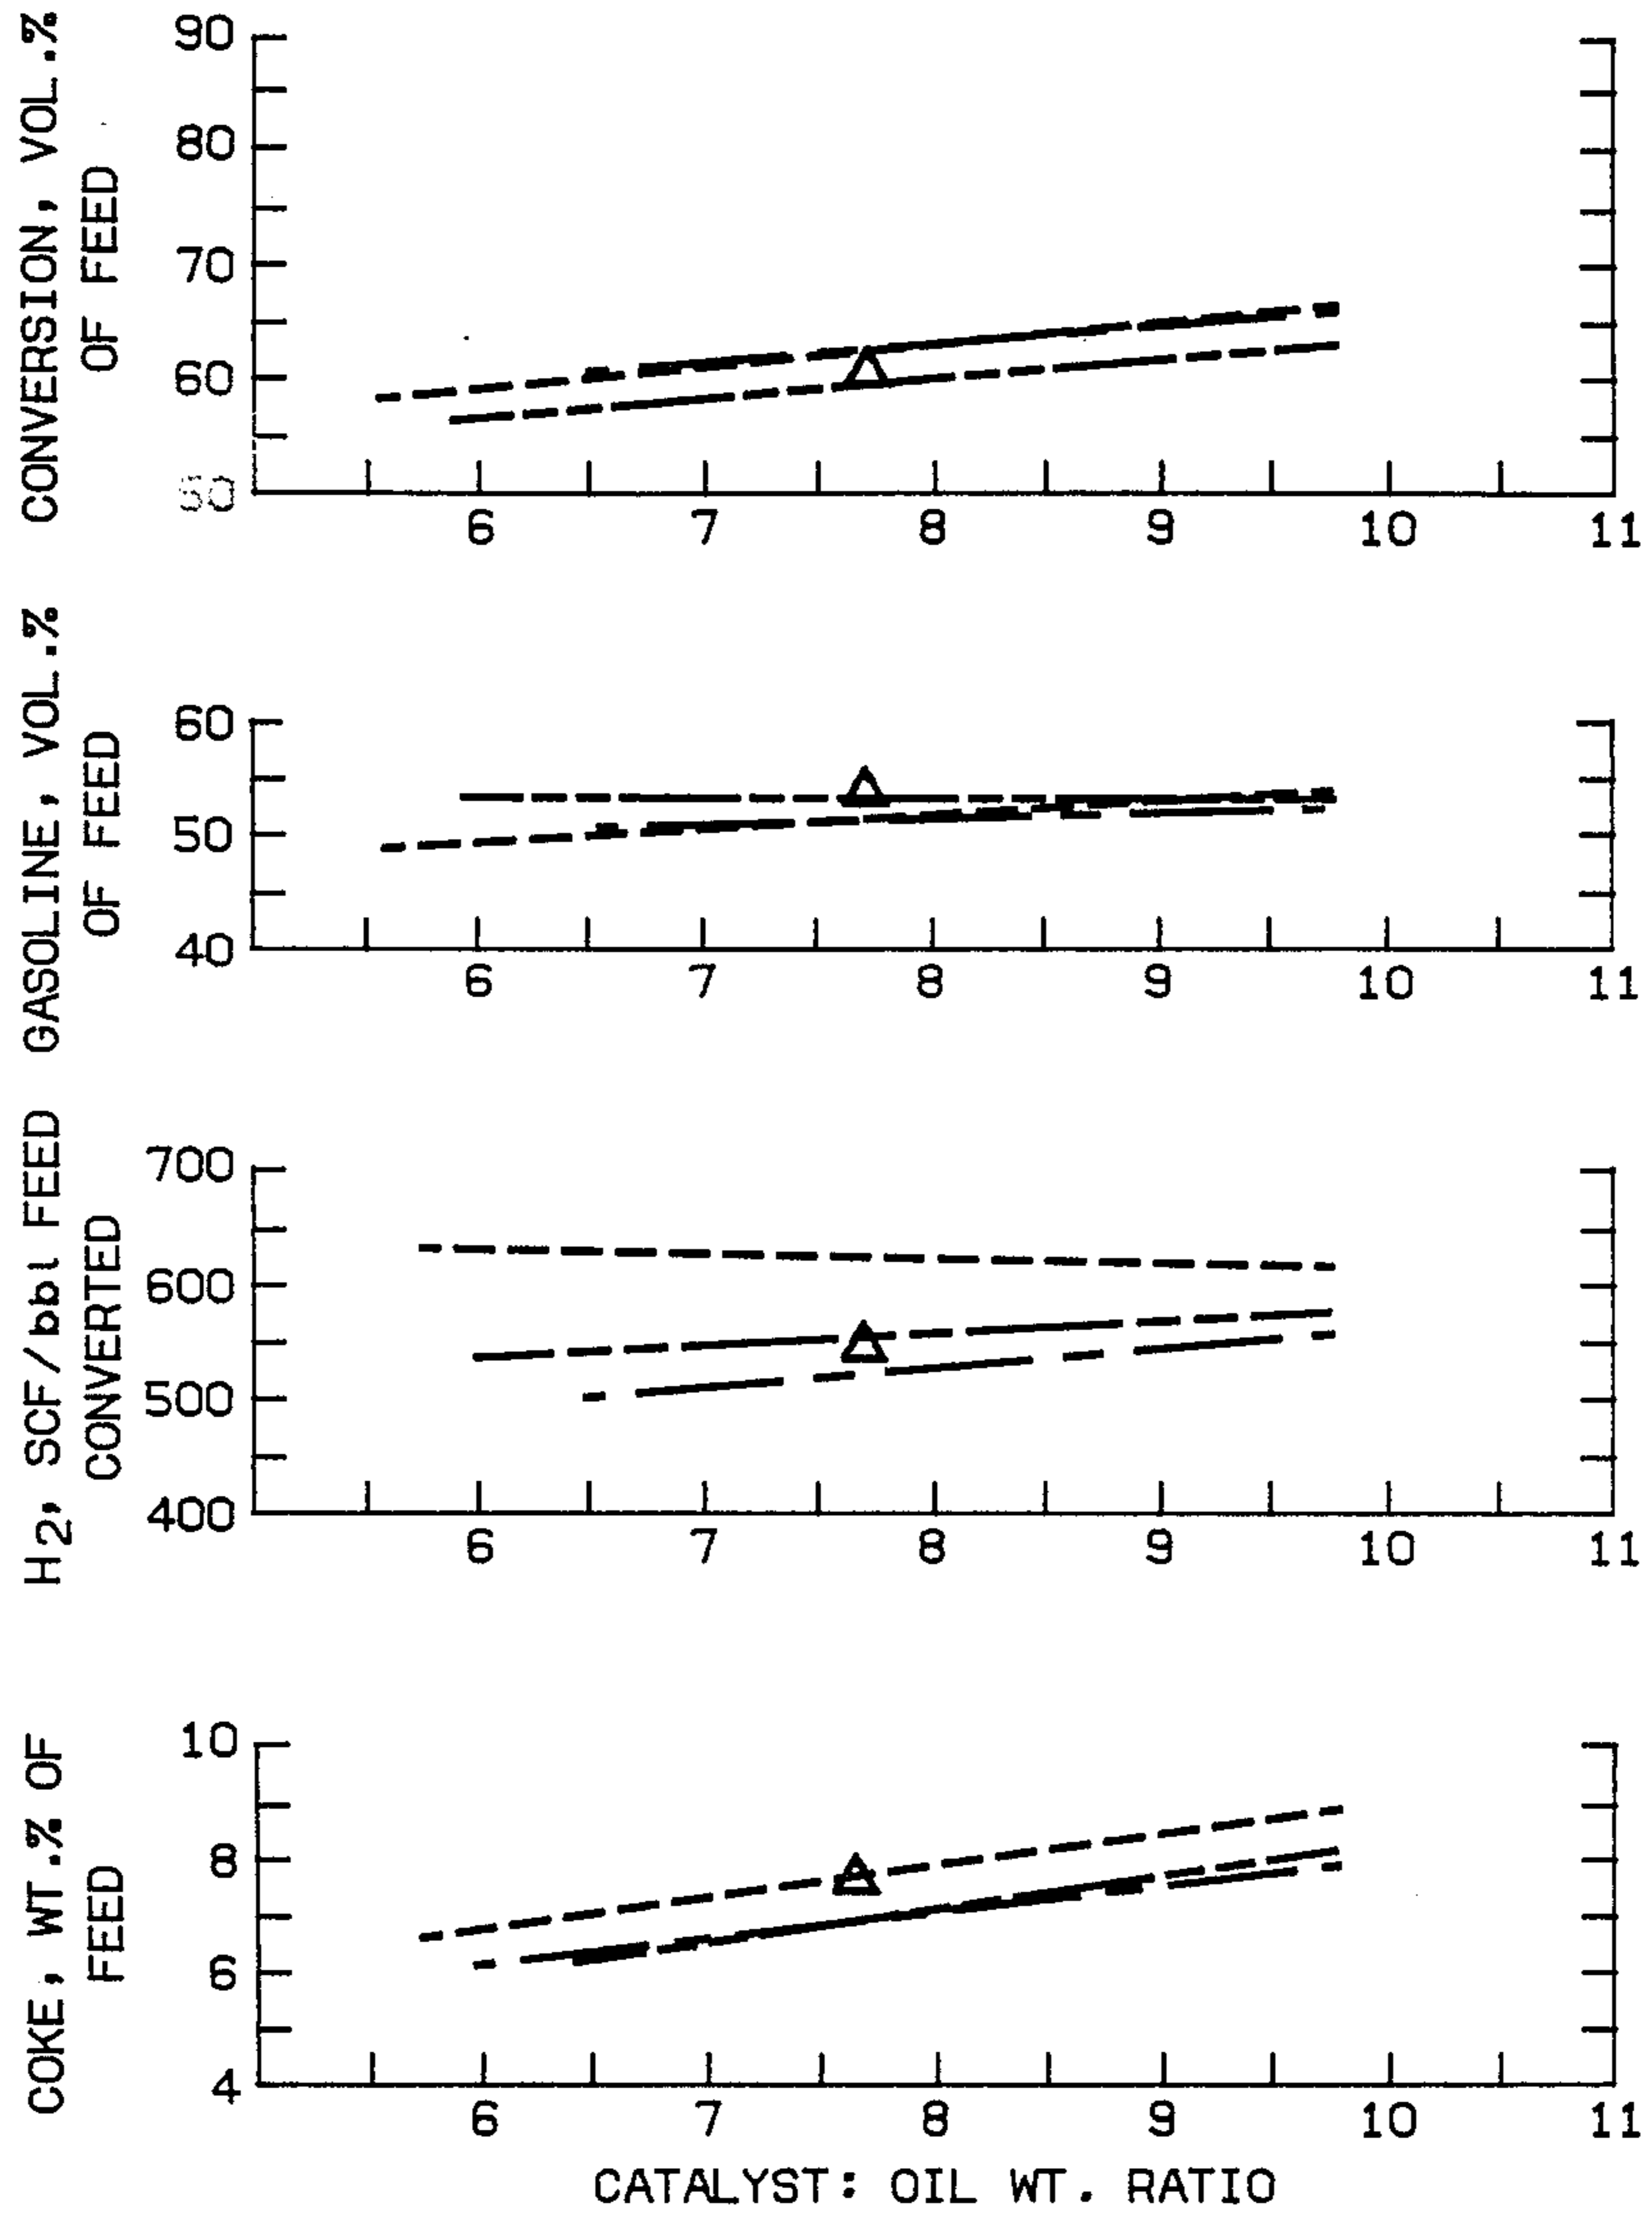 CONVERSION, VOL.%
OF FEED
90
80
70
60
50
6 7 8 9 10 11
GASOLINE, VOL.%
OF FEED
60
50
40
6 7 8 9 10 11
H2, SCF/bbl FEED
CONVERTED
700
600
500
400
6 7 8 9 10 11
COKE, WT.% OF
FEED
10
8
6
4
6 7 8 9 10 11
CATALYST: OIL WT. RATIO